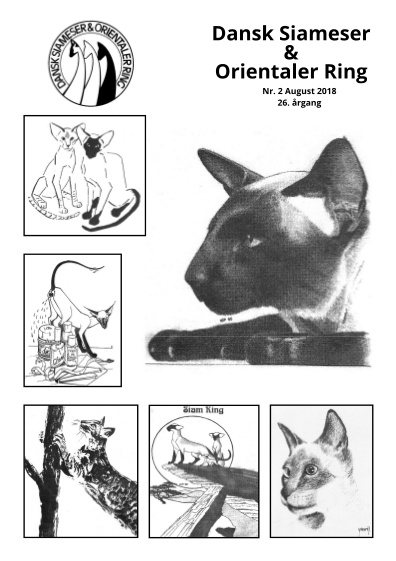 DANSK SIAMESER & ORIENTALER RING
Dansk Siameser
&
Orientaler Ring
Nr. 2 August 2018
26. årgang
Siam Ring